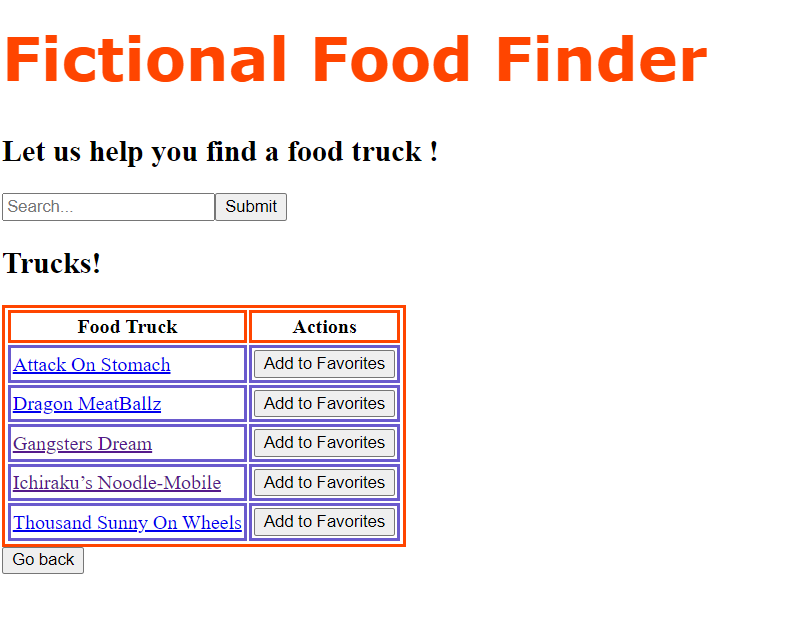 Fictional Food Finder
Let us help you find a food truck !
Search... Submit
Trucks!
Food Truck Actions
Attack On Stomach Add to Favorites
Dragon MeatBallz Add to Favorites
Gangsters Dream Add to Favorites
Ichiraku’s Noodle-Mobile Add to Favorites
Thousand Sunny On Wheels Add to Favorites
Go back